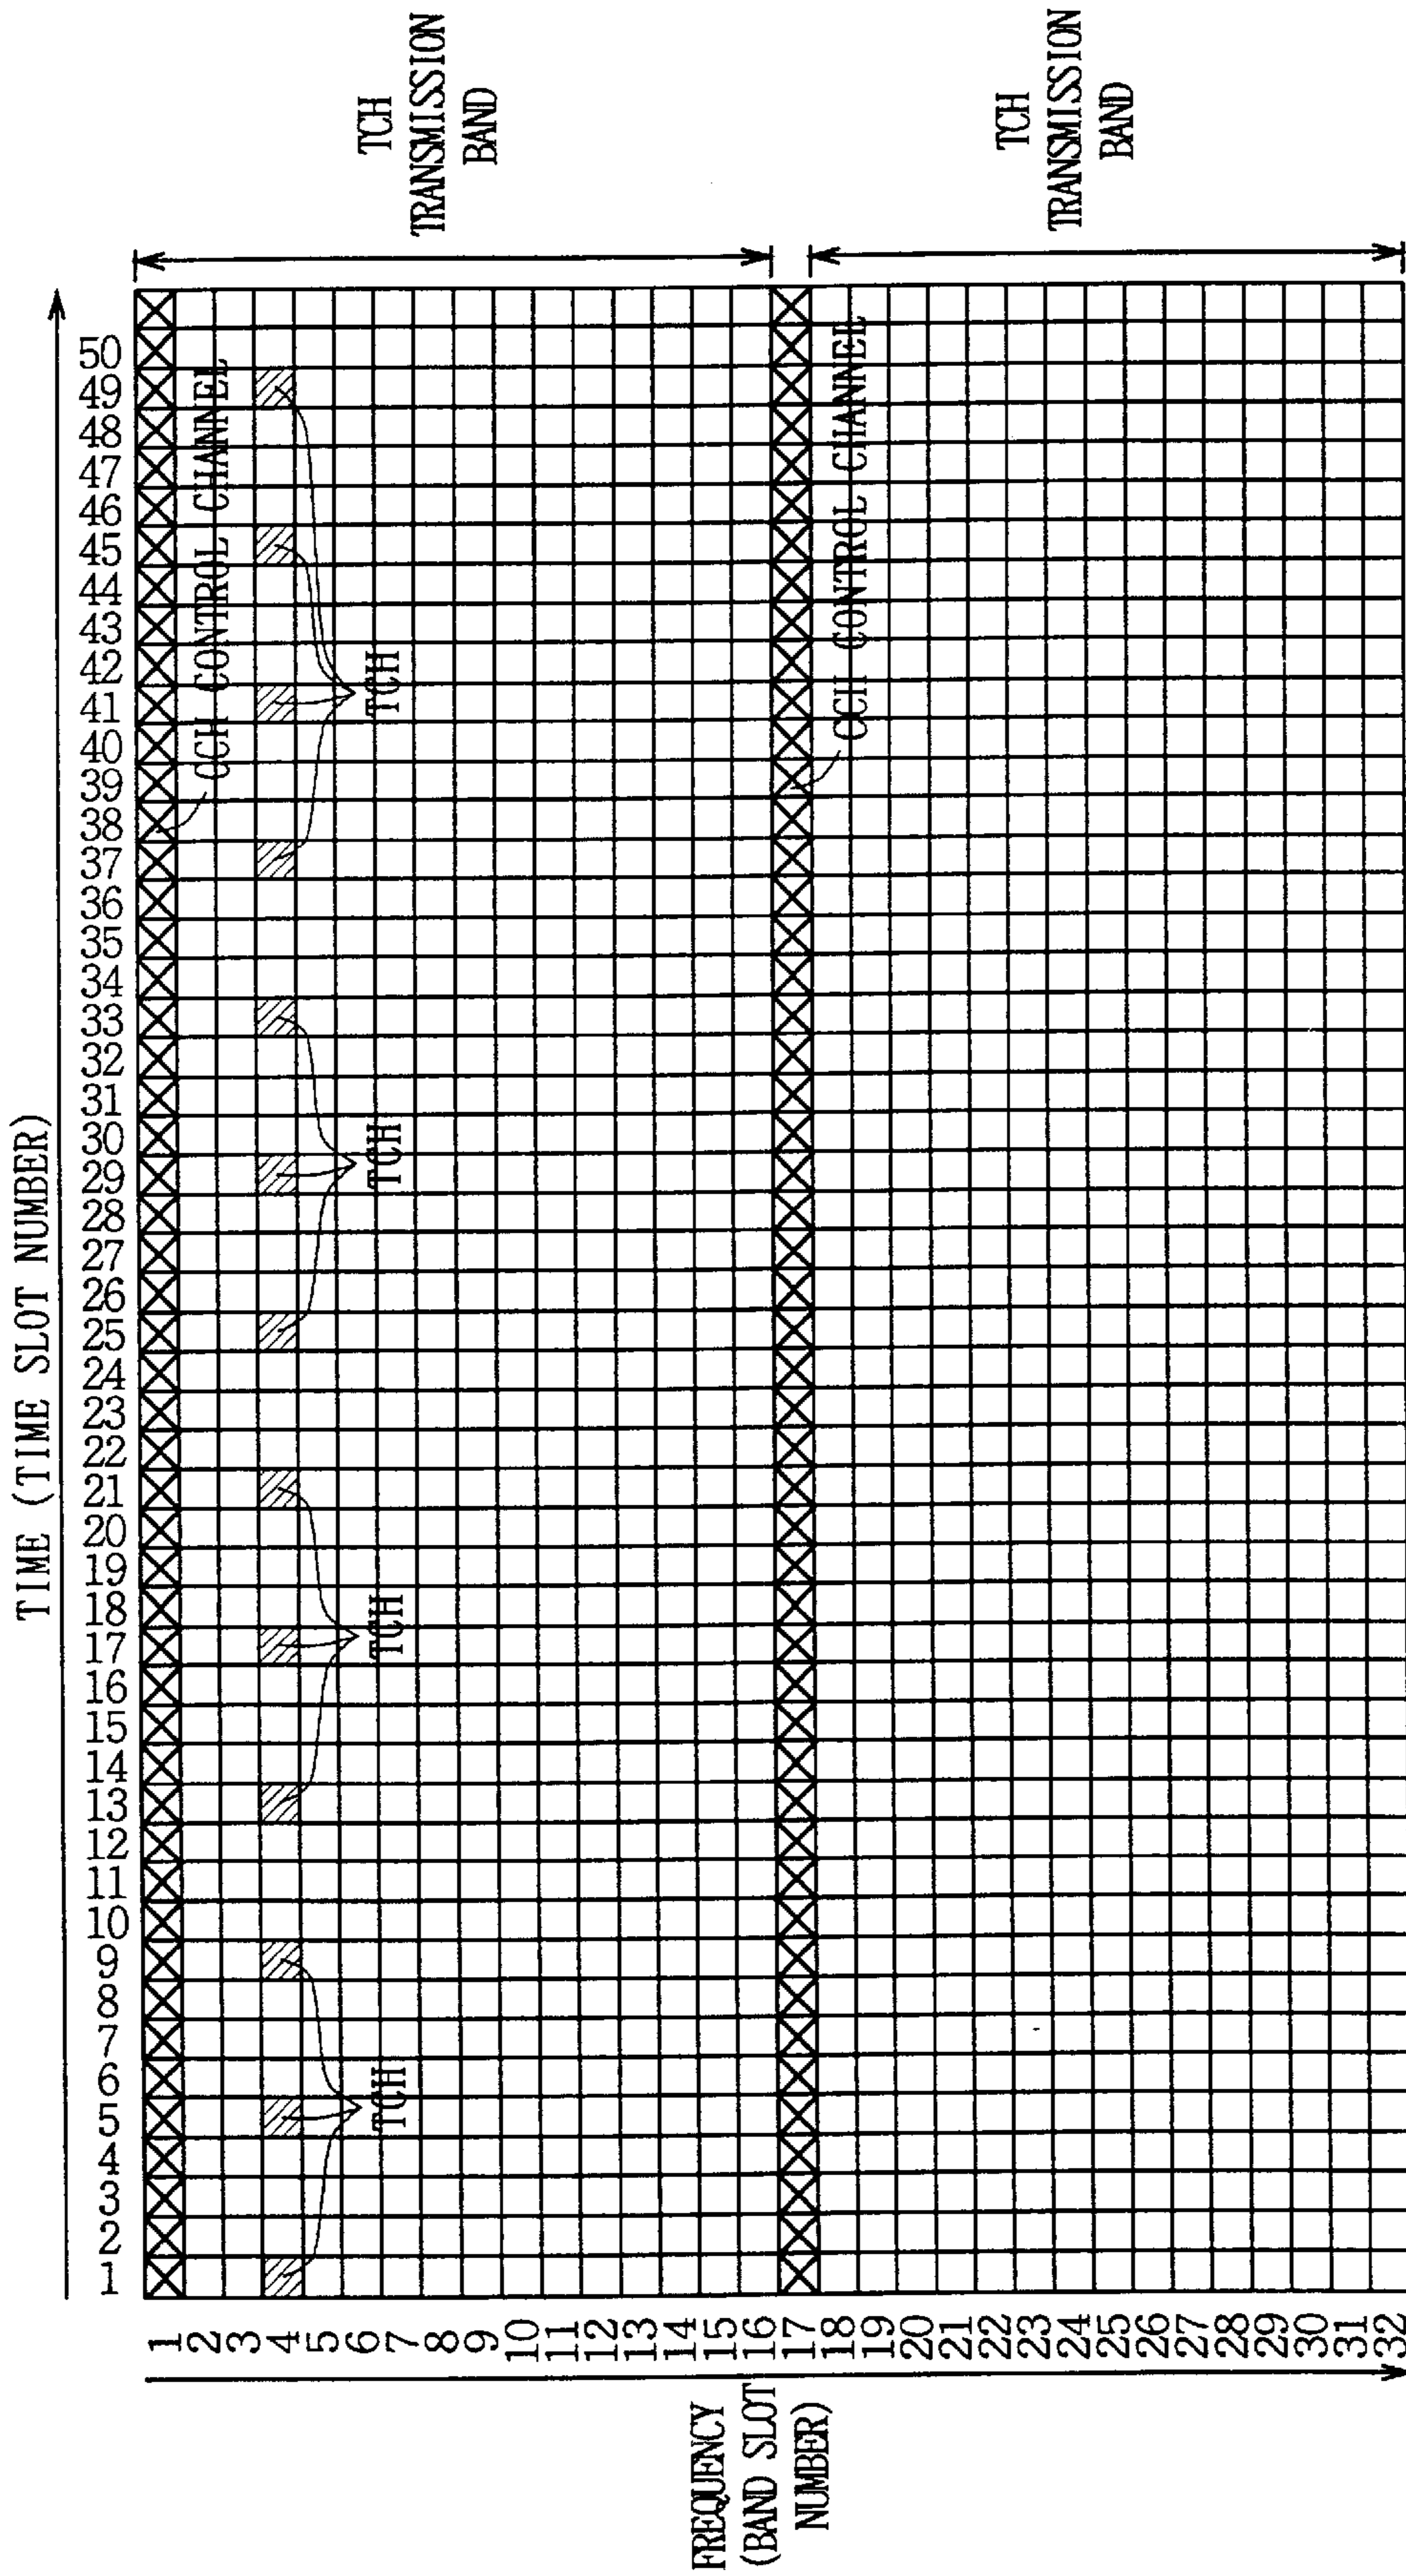 TIME (TIME SLOT NUMBER)
1 2 3 4 5 6 7 8 9 10 11 12 13 14 15 16 17 18 19 20 21 22 23 24 25 26 27 28 29 30 31 32 33 34 35 36 37 38 39 40 41 42 43 44 45 46 47 48 49 50
FREQUENCY
(BAND SLOT
NUMBER)
1
2
3
4
5
6
7
8
9
10
11
12
13
14
15
16
17
18
19
20
21
22
23
24
25
26
27
28
29
30
31
32
CCH CONTROL CHANNEL
TCH
TCH
TCH
TCH
CCH CONTROL CHANNEL
TCH
TRANSMISSION
BAND
TCH
TRANSMISSION
BAND